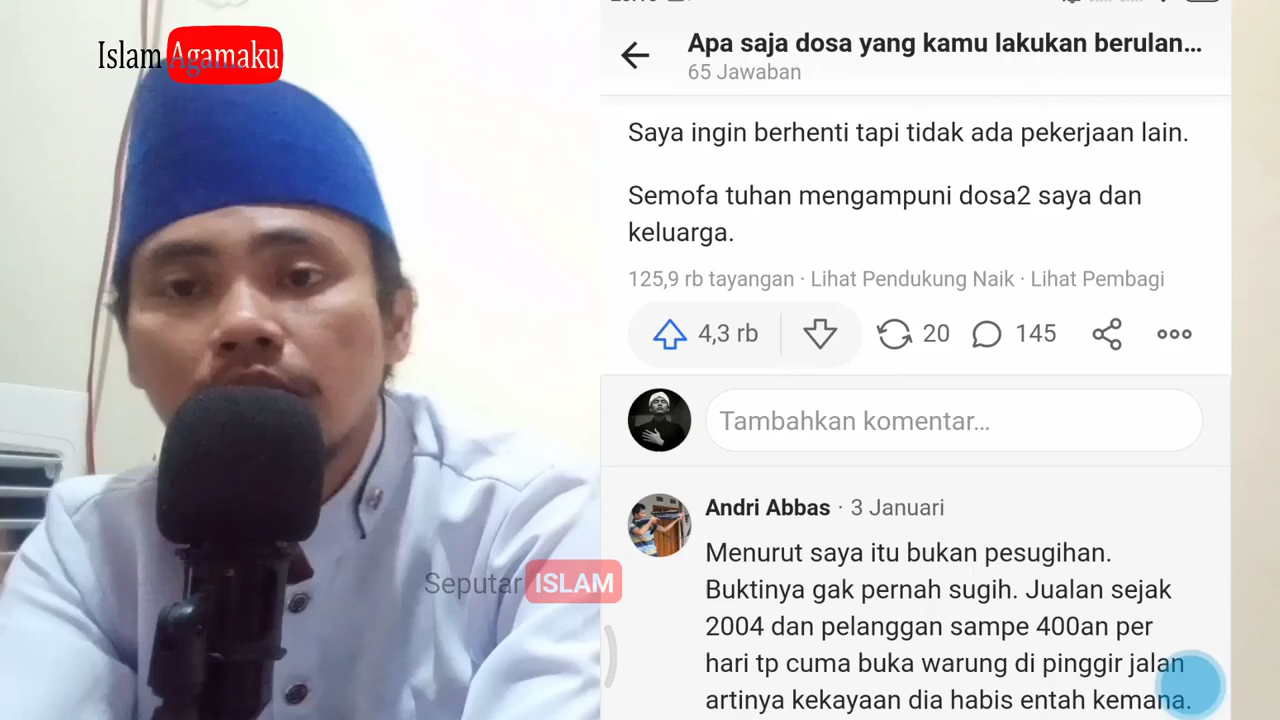 Islam Agamaku
Apa saja dosa yang kamu lakukan berulan...
65 Jawaban
Saya ingin berhenti tapi tidak ada pekerjaan lain.
Semofa tuhan mengampuni dosa2 saya dan
keluarga.
125,9 rb tayangan · Lihat Pendukung Naik · Lihat Pembagi
4,3 rb
20
145
Tambahkan komentar...
Andri Abbas · 3 Januari
Menurut saya itu bukan pesugihan.
Buktinya gak pernah sugih. Jualan sejak
2004 dan pelanggan sampe 400an per
hari tp cuma buka warung di pinggir jalan
artinya kekayaan dia habis entah kemana.
Seputar ISLAM